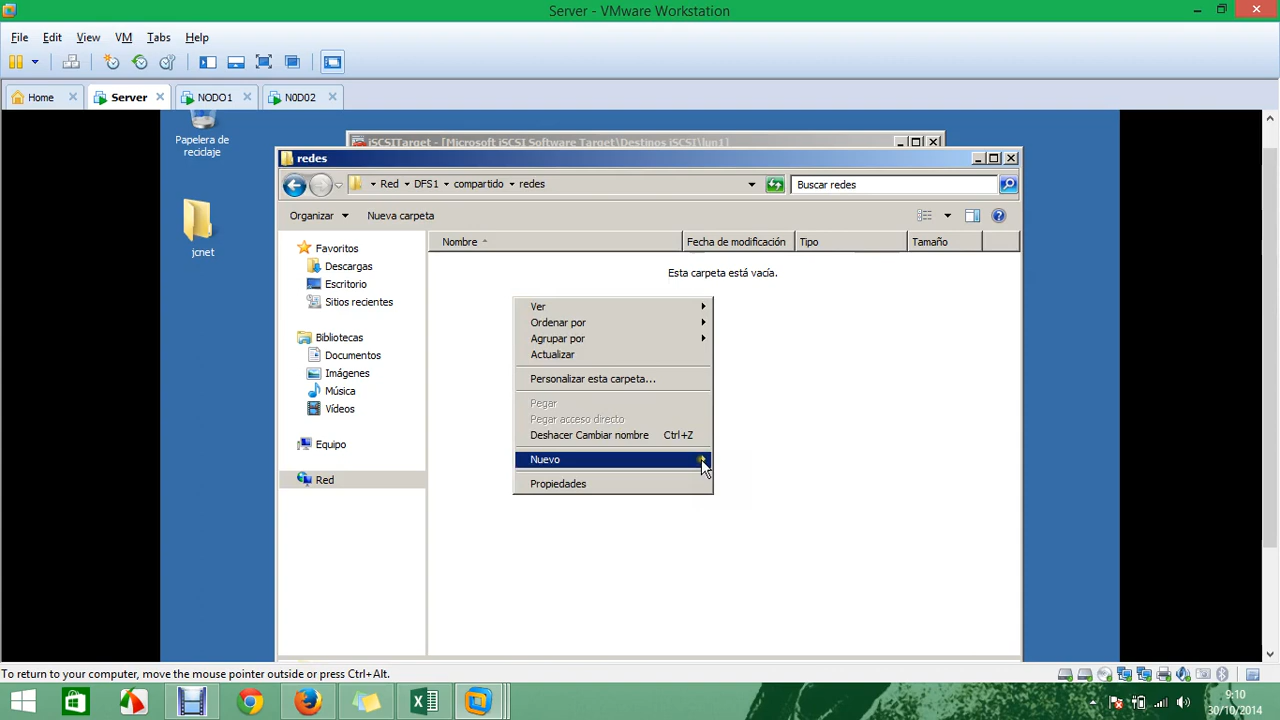 Server - VMware Workstation
File Edit View VM Tabs Help
Home Server NODO1 N0D02
Papelera de reciclaje
iSCSITarget - [Microsoft iSCSI Software Target\Destinos iSCSI\lun1]
redes
Red DFS1 compartido redes
Buscar redes
jcnet
Organizar Nueva carpeta
Favoritos
Descargas
Escritorio
Sitios recientes
Bibliotecas
Documentos
Imágenes
Música
Vídeos
Equipo
Red
Nombre Fecha de modificación Tipo Tamaño
Esta carpeta está vacía.
Ver
Ordenar por
Agrupar por
Actualizar
Personalizar esta carpeta...
Pegar
Pegar acceso directo
Deshacer Cambiar nombre Ctrl+Z
Nuevo
Propiedades
To return to your computer, move the mouse pointer outside or press Ctrl+Alt.
9:10
30/10/2014